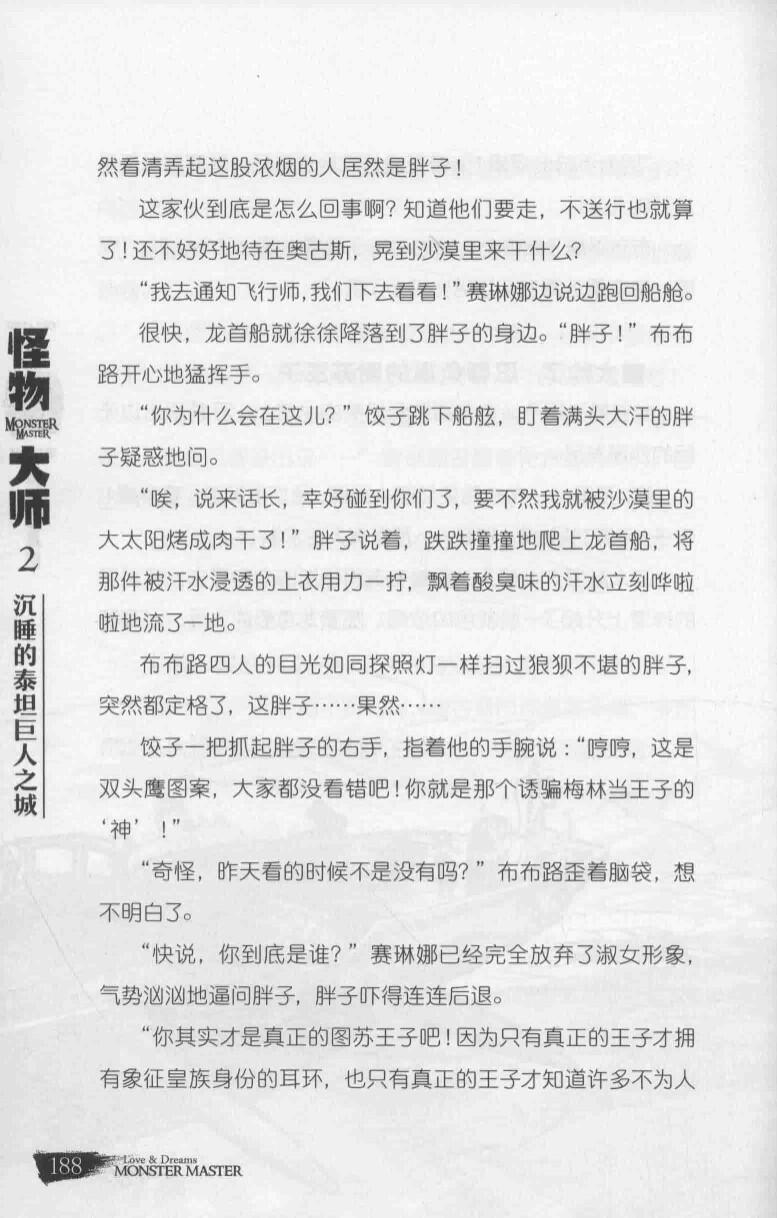 然看清弄起这股浓烟的人居然是胖子！
这家伙到底是怎么回事啊？知道他们要走，不送行也就算
了！还不好好地待在奥古斯，晃到沙漠里来干什么？
“我去通知飞行师，我们下去看看！”赛琳娜边说边跑回船舱。
很快，龙首船就徐徐降落到了胖子的身边。“胖子！”布布
路开心地猛挥手。
“你为什么会在这儿？”饺子跳下船舷，盯着满头大汗的胖
子疑惑地问。
“唉，说来话长，幸好碰到你们了，要不然我就被沙漠里的
大太阳烤成肉干了！”胖子说着，跌跌撞撞地爬上龙首船，将
那件被汗水浸透的上衣用力一拧，飘着酸臭味的汗水立刻哗啦
啦地流了一地。
布布路四人的目光如同探照灯一样扫过狼狈不堪的胖子，
突然都定格了，这胖子……果然……
饺子一把抓起胖子的右手，指着他的手腕说：“哼哼，这是
双头鹰图案，大家都没看错吧！你就是那个诱骗梅林当王子的
‘神’！”
“奇怪，昨天看的时候不是没有吗？”布布路歪着脑袋，想
不明白了。
“快说，你到底是谁？”赛琳娜已经完全放弃了淑女形象，
气势汹汹地逼问胖子，胖子吓得连连后退。
“你其实才是真正的图苏王子吧！因为只有真正的王子才拥
有象征皇族身份的耳环，也只有真正的王子才知道许多不为人
怪物
MONSTER
MASTER
大师
2
沉睡的泰坦巨人之城
188
Love & Dreams
MONSTER MASTER